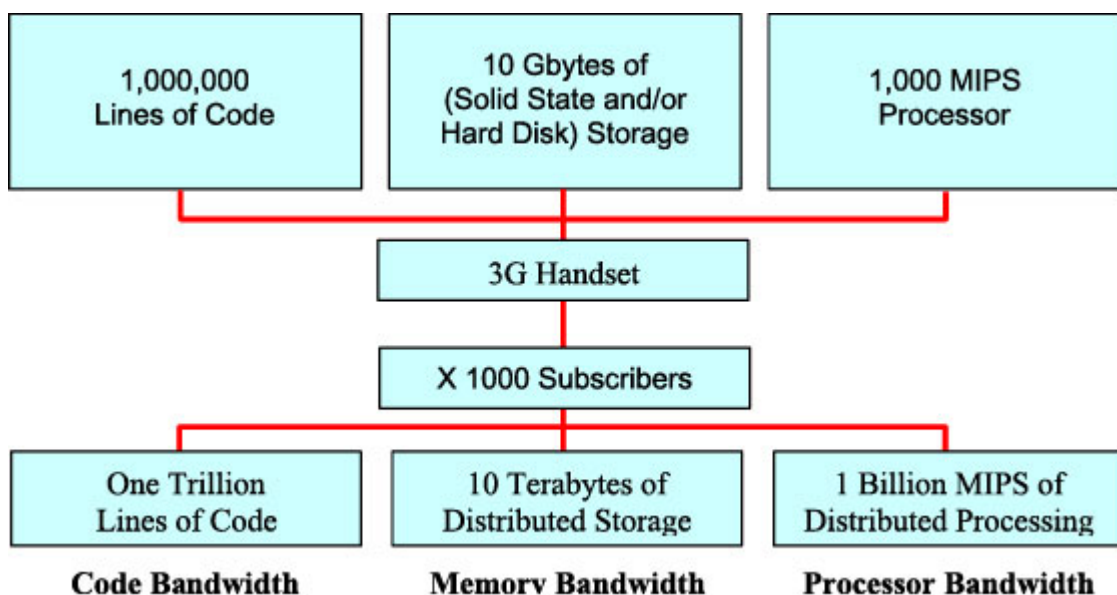 1,000,000
Lines of Code
10 Gbytes of
(Solid State and/or
Hard Disk) Storage
1,000 MIPS
Processor
3G Handset
X 1000 Subscribers
One Trillion
Lines of Code
10 Terabytes of
Distributed Storage
1 Billion MIPS of
Distributed Processing
Code Bandwidth
Memory Bandwidth
Processor Bandwidth